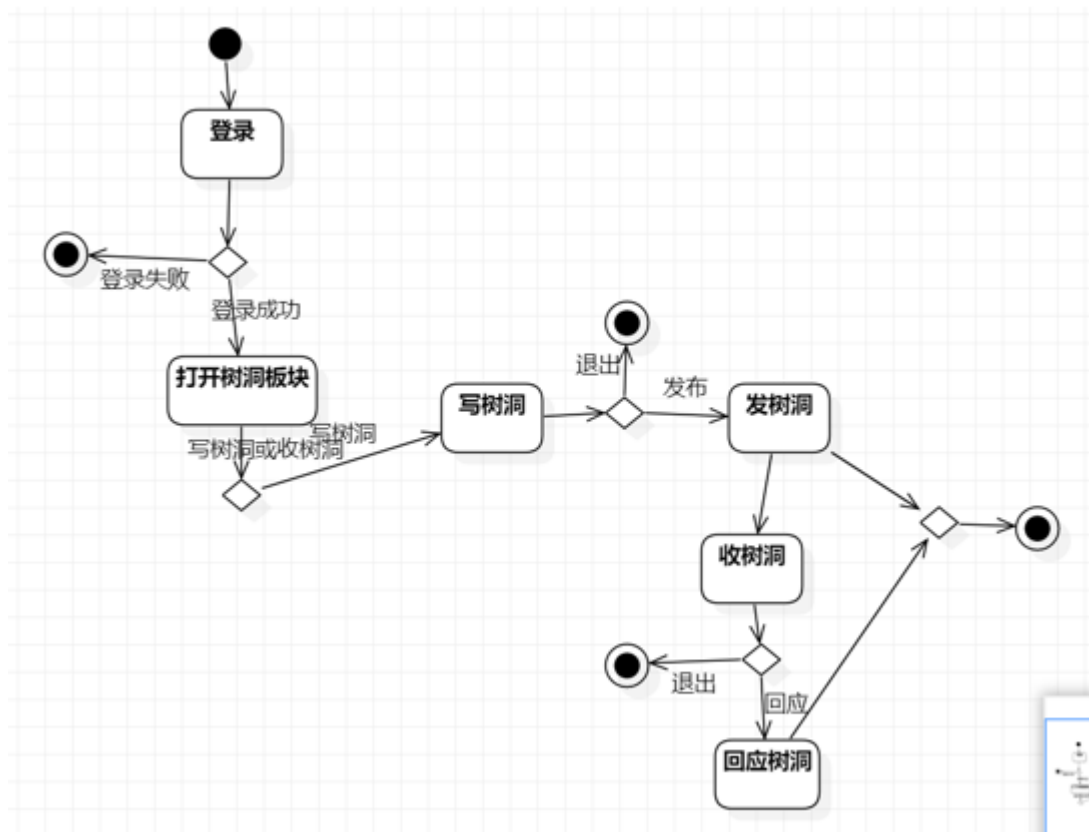 登录
登录失败
登录成功
打开树洞板块
写树洞或收树洞
写树洞
写树洞
退出
发布
发树洞
收树洞
退出
回应
回应树洞